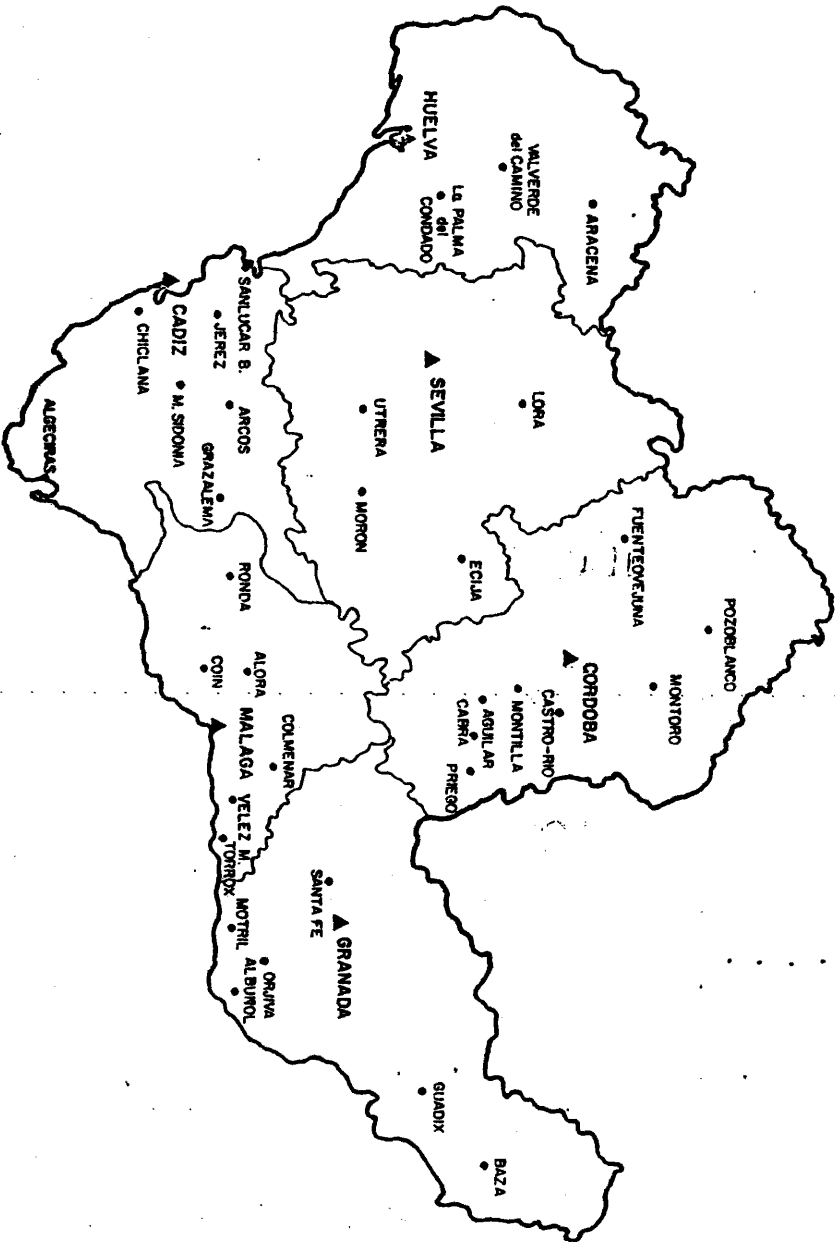 HUELVA
VALVERDE
del CAMINO
La PALMA
del
CONDADO
ARACENA
SANLUCAR B.
JEREZ
CADIZ
CHICLANA
M. SIDONIA
ARCOS
GRAZALEMA
ALGECIRAS
SEVILLA
LORA
UTRERA
MORON
ECIJA
FUENTEOVEJUNA
POZOBLANCO
MONTORO
CORDOBA
CASTRO-RIO
MONTILLA
AGUILAR
CABRA
PRIEGO
RONDA
ALORA
COIN
MALAGA
COLMENAR
VELEZ M.
TORROX
MOTRIL
SANTA FE
GRANADA
ORJIVA
ALBUÑOL
GUADIX
BAZA